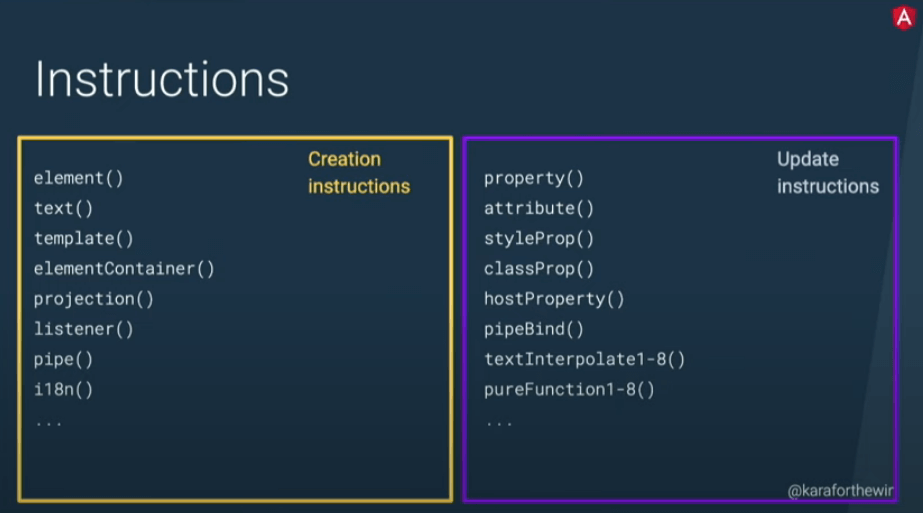 Instructions
Creation
instructions
element()
text()
template()
elementContainer()
projection()
listener()
pipe()
i18n()
...
Update
instructions
property()
attribute()
styleProp()
classProp()
hostProperty()
pipeBind()
textInterpolate1-8()
pureFunction1-8()
...
@karaforthewin